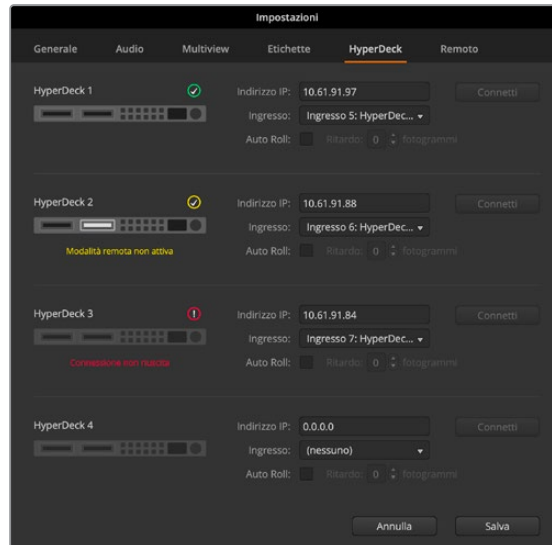 Impostazioni
Generale Audio Multiview Etichette HyperDeck Remoto
HyperDeck 1
Indirizzo IP: 10.61.91.97 Connetti
Ingresso: Ingresso 5: HyperDec...
Auto Roll: Ritardo: 0 fotogrammi
HyperDeck 2
Indirizzo IP: 10.61.91.88 Connetti
Ingresso: Ingresso 6: HyperDec...
Modalità remota non attiva
Auto Roll: Ritardo: 0 fotogrammi
HyperDeck 3
Indirizzo IP: 10.61.91.84 Connetti
Ingresso: Ingresso 7: HyperDec...
Connessione non riuscita
Auto Roll: Ritardo: 0 fotogrammi
HyperDeck 4
Indirizzo IP: 0.0.0.0 Connetti
Ingresso: (nessuno)
Auto Roll: Ritardo: 0 fotogrammi
Annulla Salva